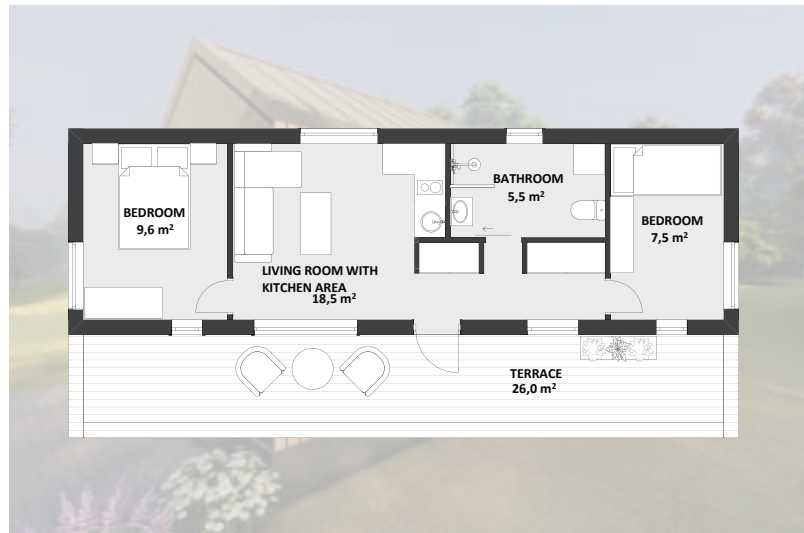 BEDROOM
9,6 m²
LIVING ROOM WITH
KITCHEN AREA
18,5 m²
BATHROOM
5,5 m²
BEDROOM
7,5 m²
TERRACE
26,0 m²